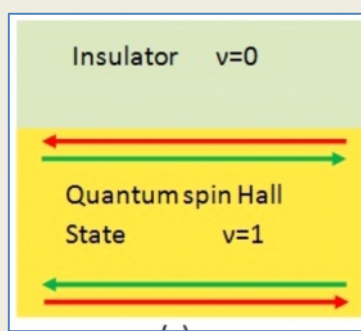 Insulator ν=0
Quantum spin Hall
State ν=1